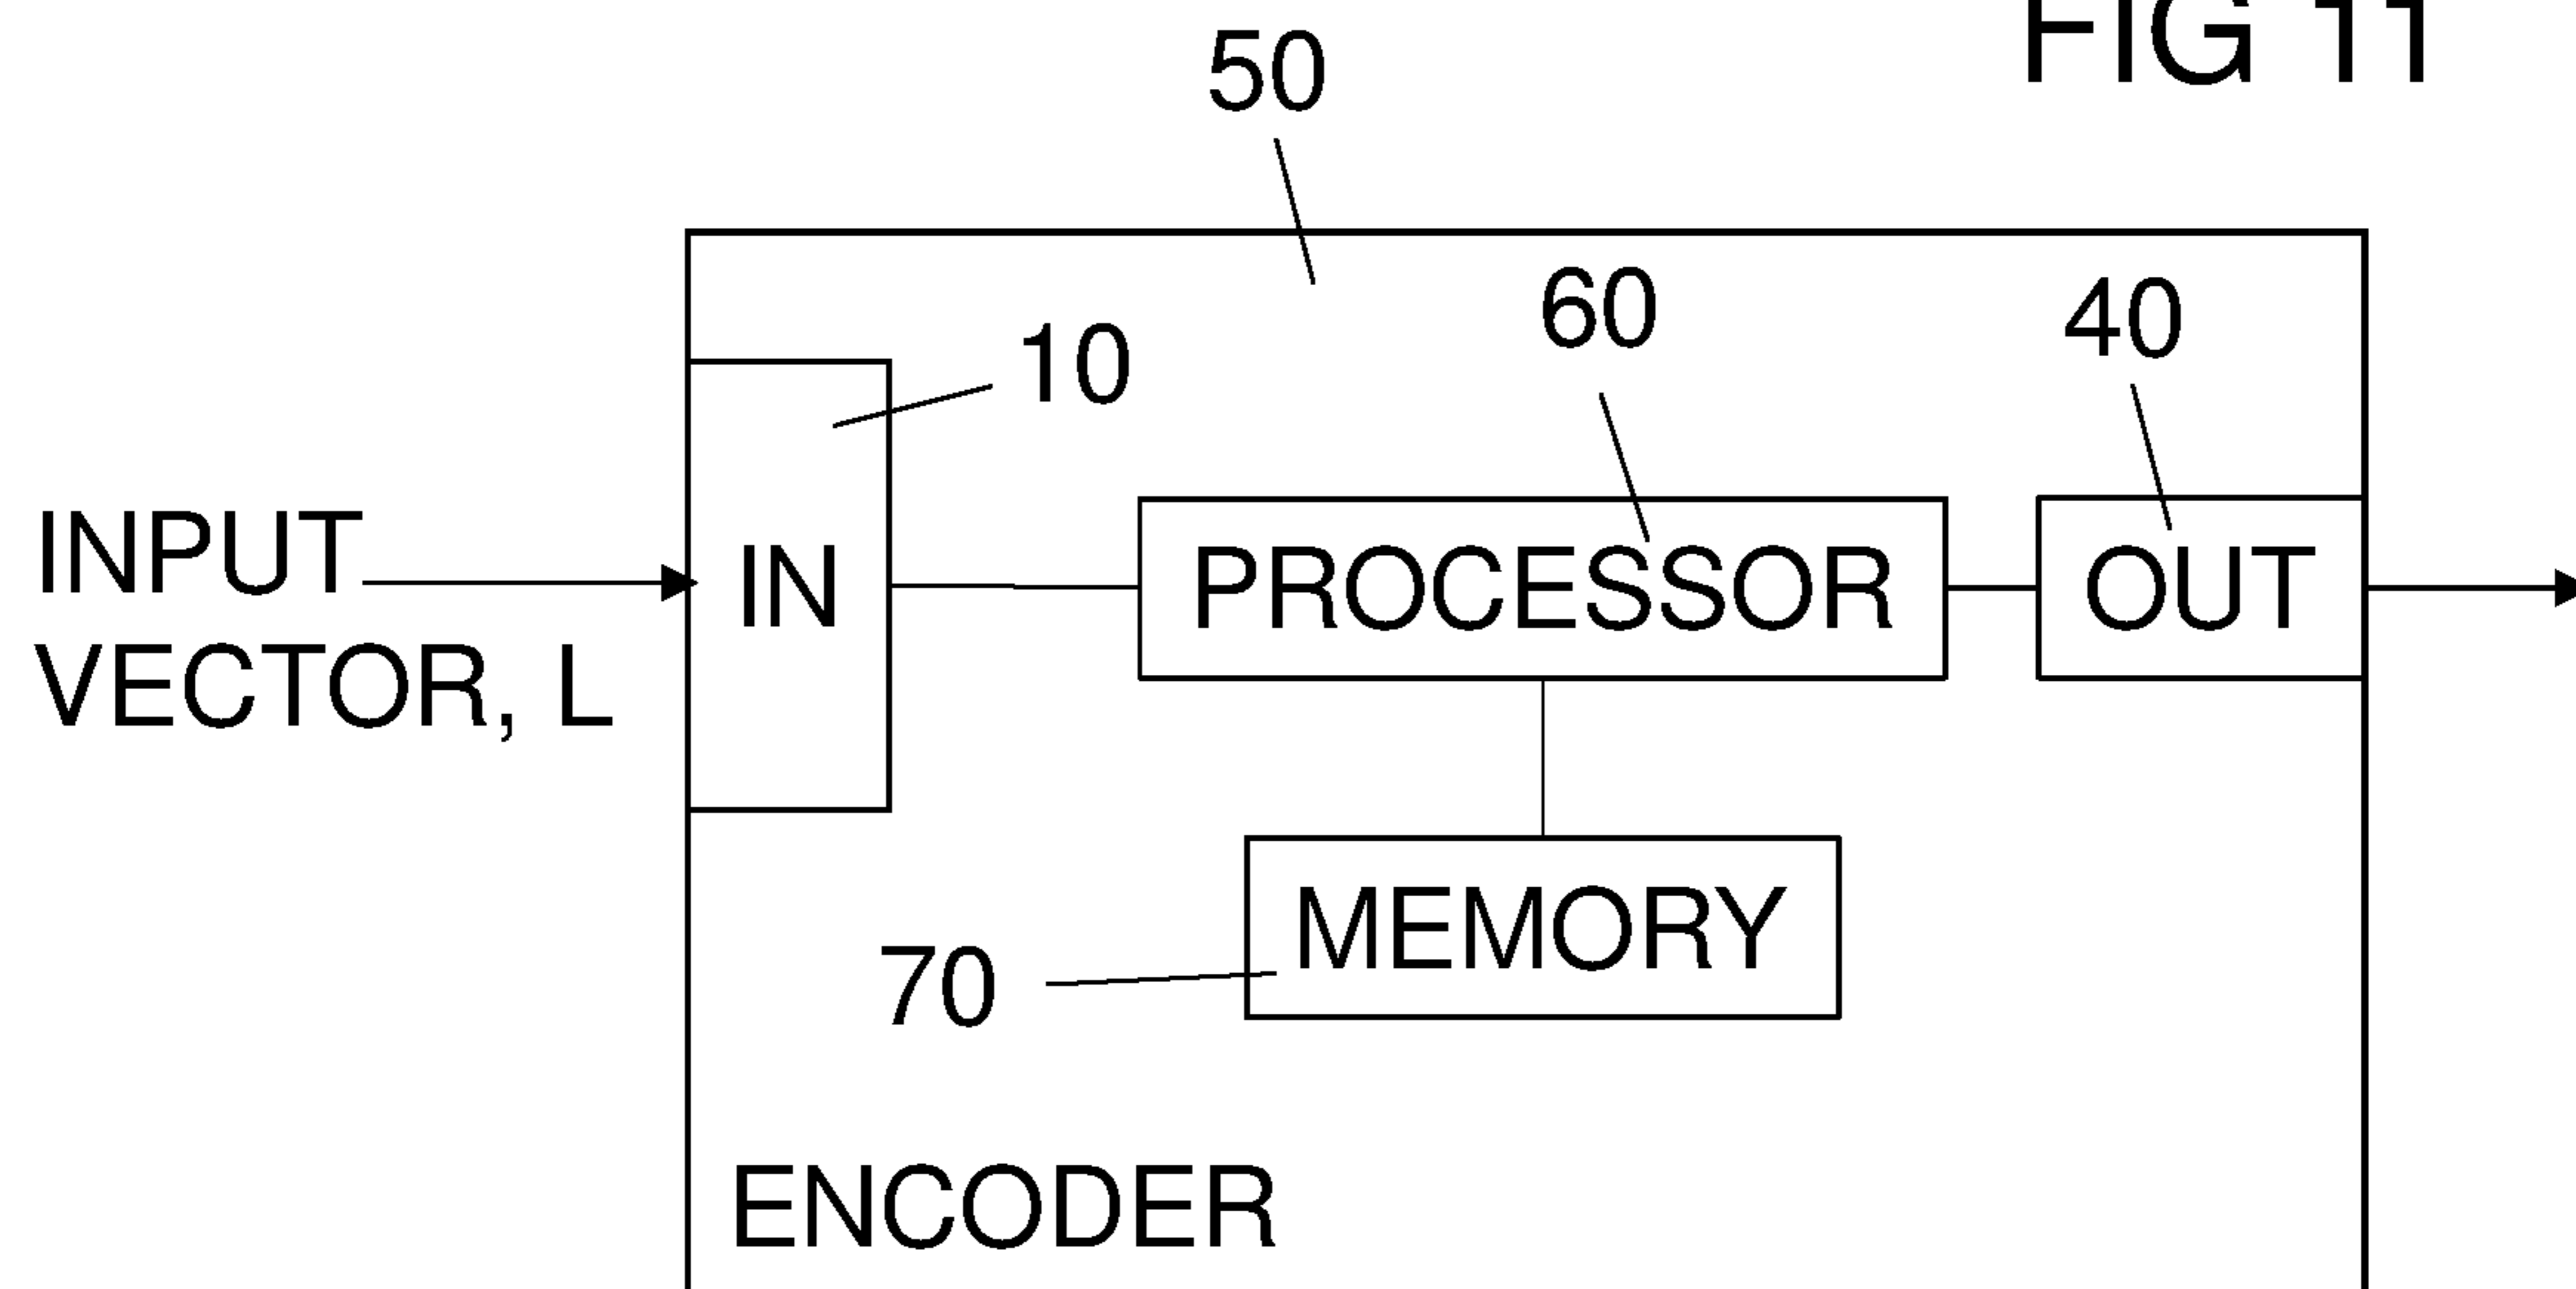 FIG 11
50
60
40
10
INPUT
VECTOR, L
IN
PROCESSOR
OUT
MEMORY
70
ENCODER